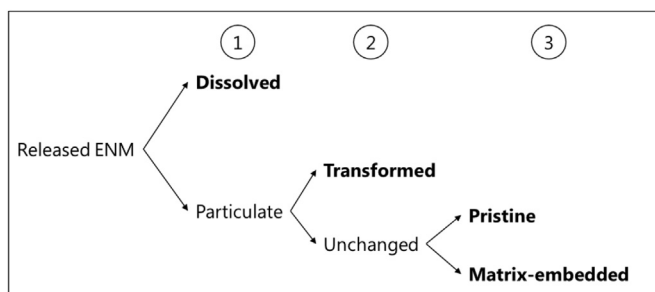 1 2 3
Dissolved
Released ENM
Transformed
Particulate
Pristine
Unchanged
Matrix-embedded